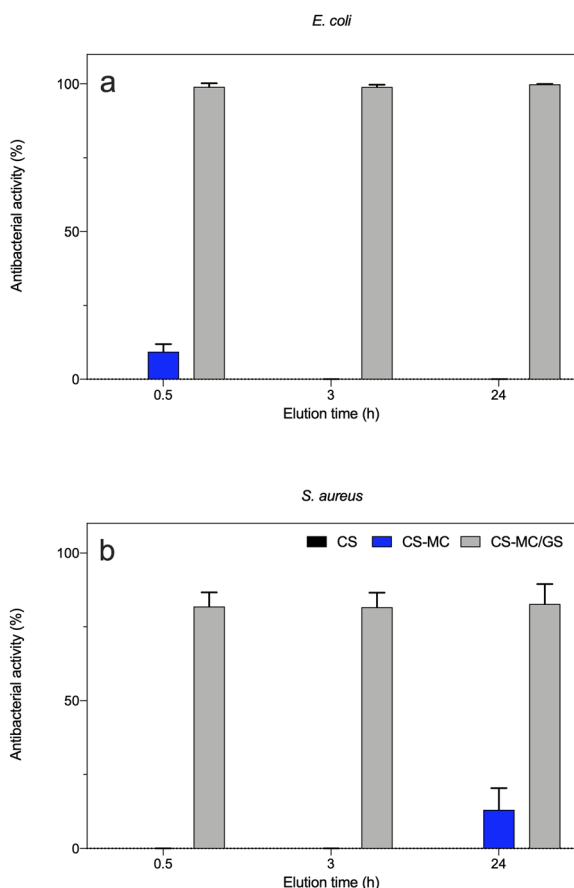 E. coli
a
Antibacterial activity (%)
100
50
0
0.5 3 24
Elution time (h)
S. aureus
b
CS CS-MC CS-MC/GS
Antibacterial activity (%)
100
50
0
0.5 3 24
Elution time (h)